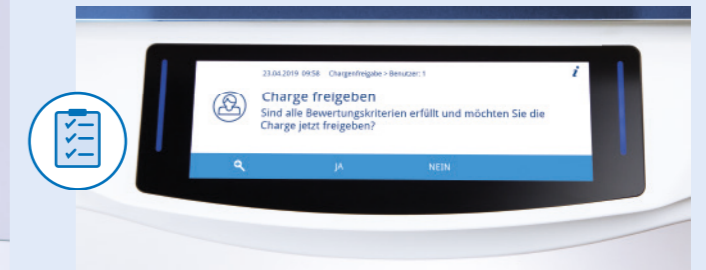 23.04.2019 09:58 Chargenfreigabe > Benutzer: 1
i
Charge freigeben
Sind alle Bewertungskriterien erfüllt und möchten Sie die
Charge jetzt freigeben?
JA NEIN